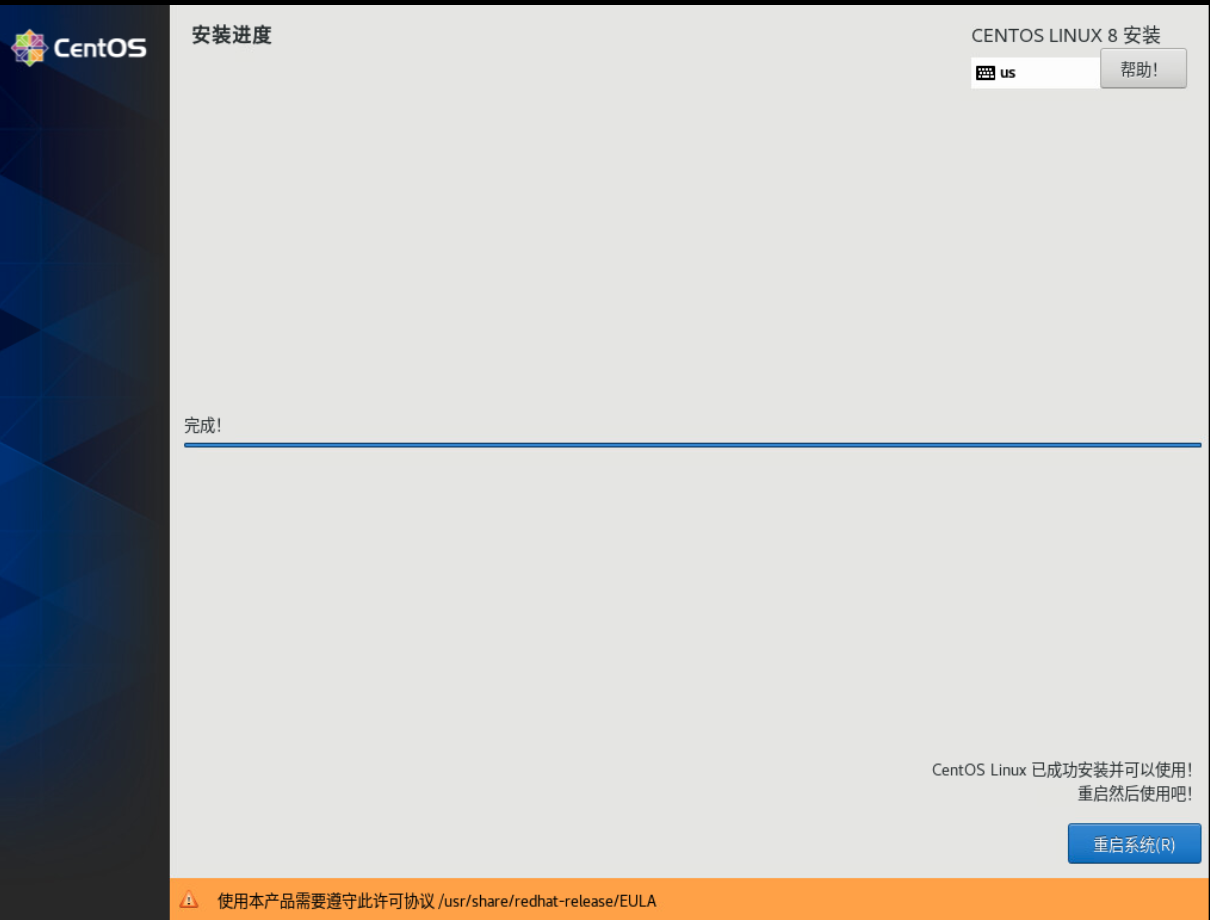 CentOS
安装进度
CENTOS LINUX 8 安装
us
帮助!
完成!
CentOS Linux 已成功安装并可以使用!
重启然后使用吧!
重启系统(R)
使用本产品需要遵守此许可协议 /usr/share/redhat-release/EULA